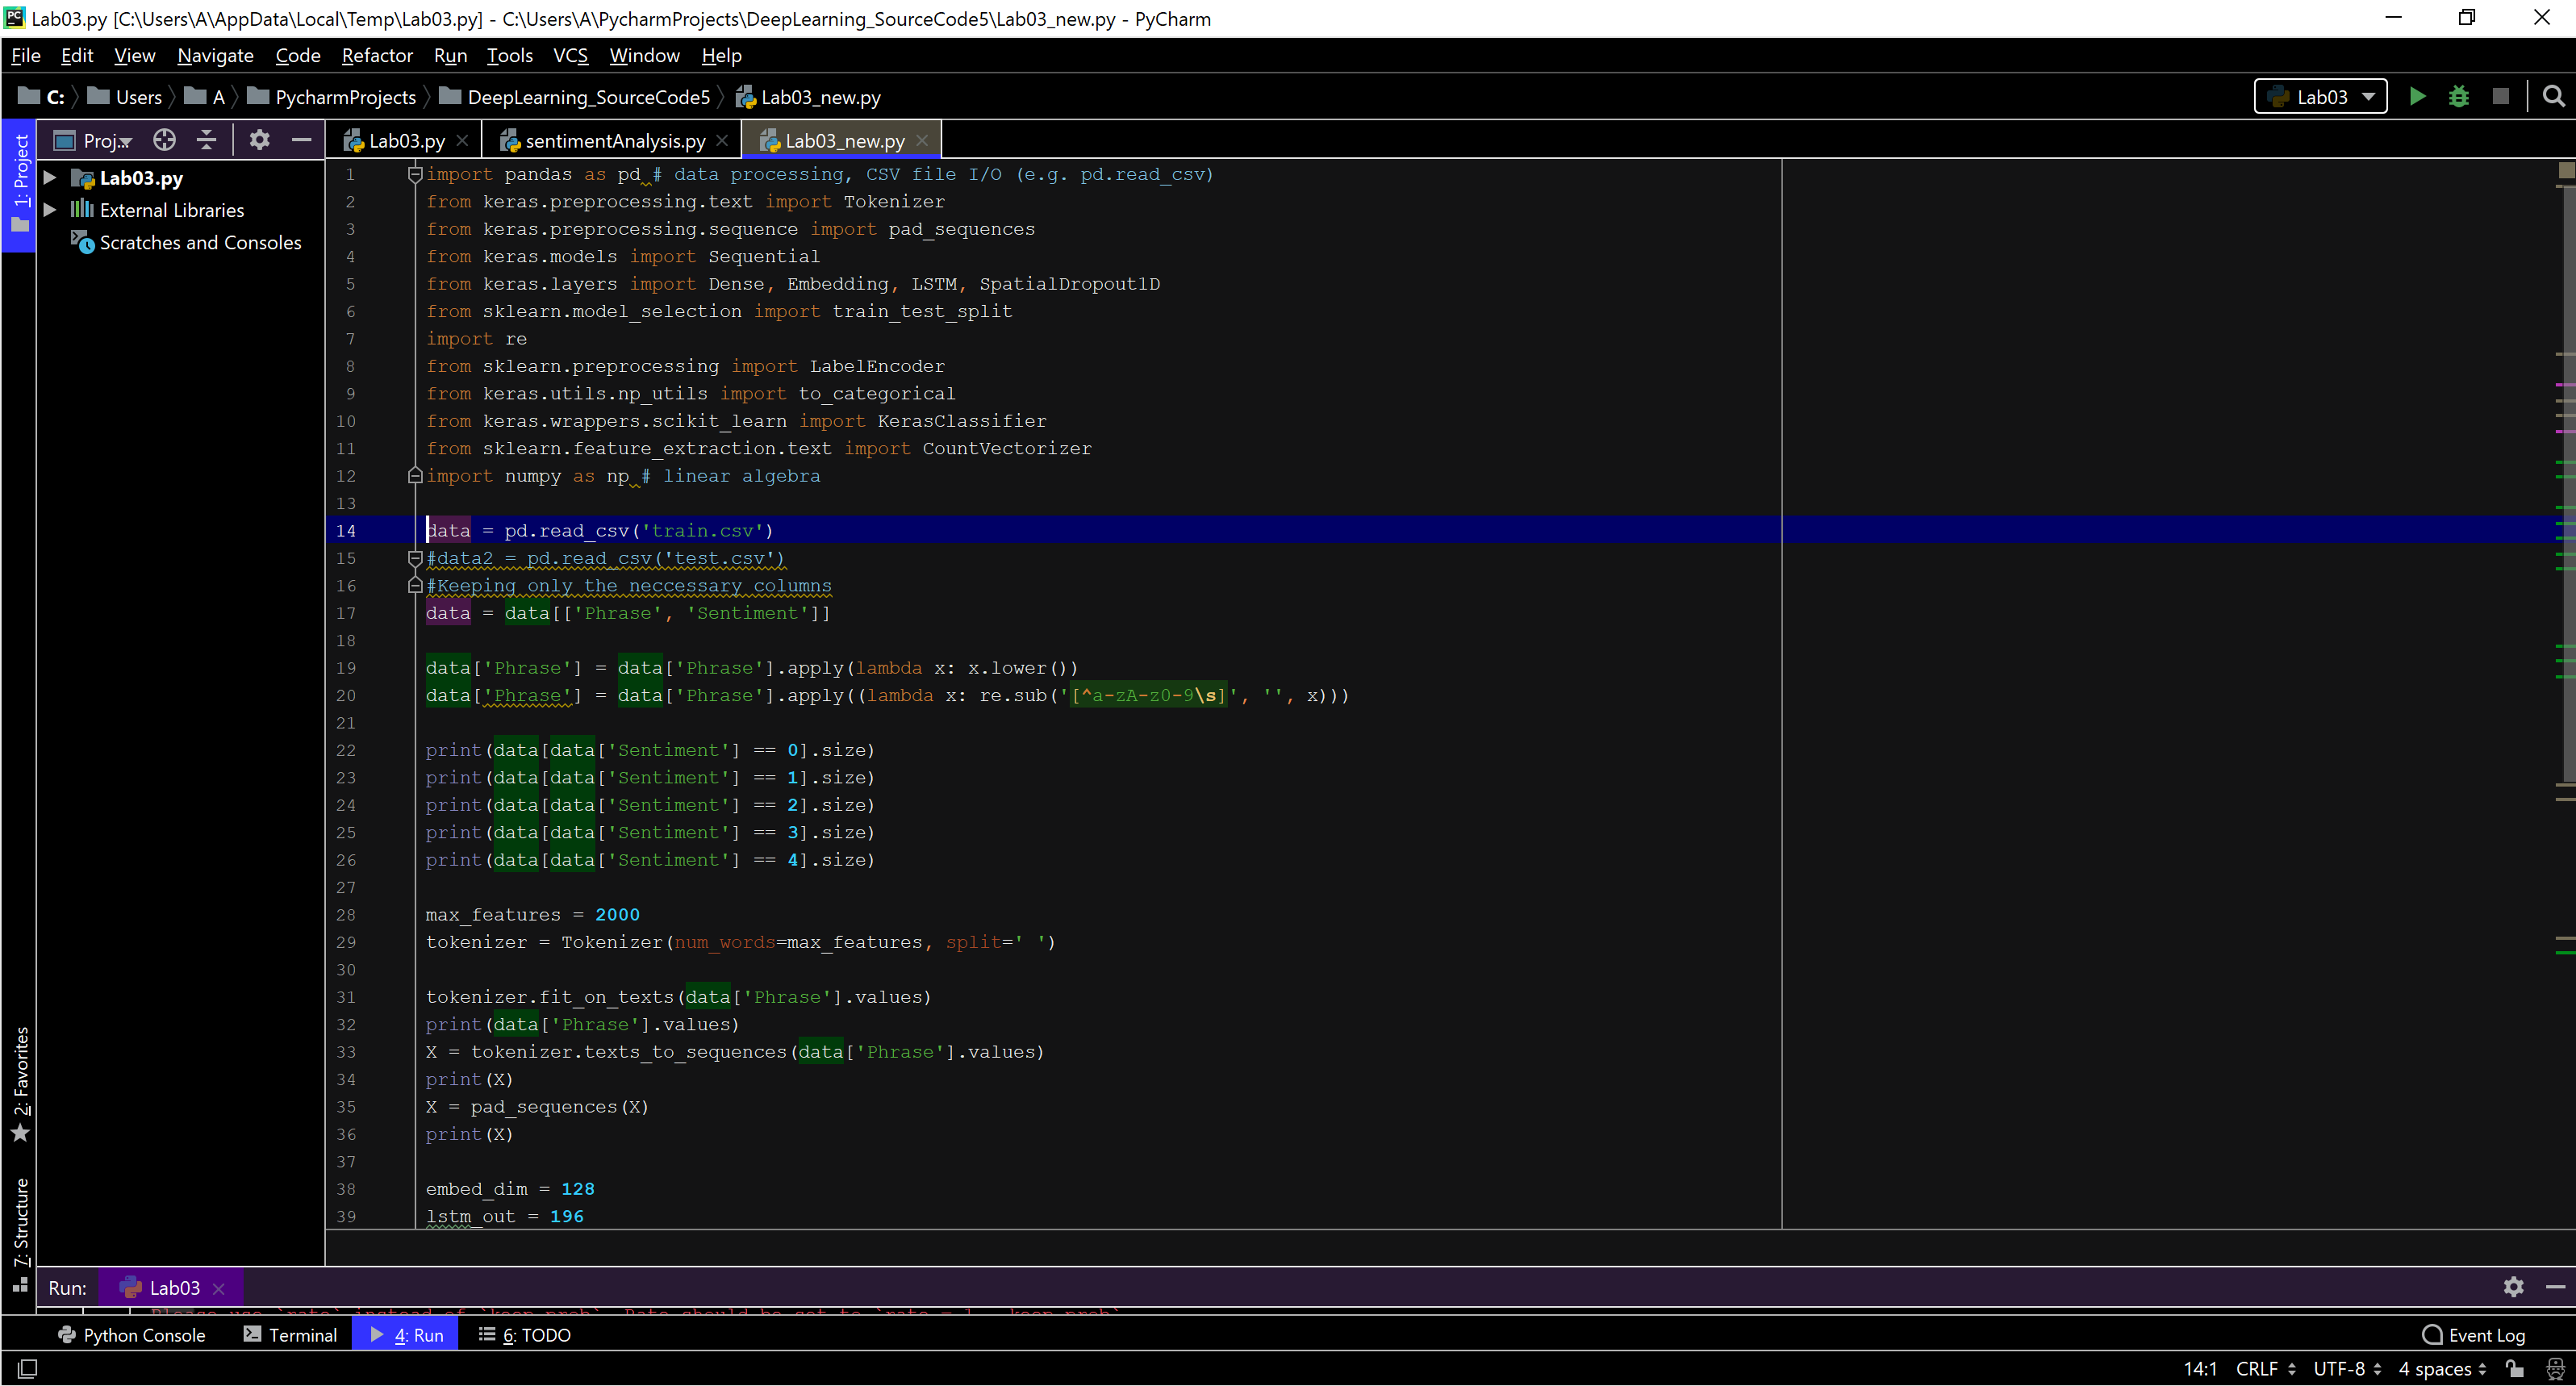 Lab03.py [C:\Users\A\AppData\Local\Temp\Lab03.py] - C:\Users\A\PycharmProjects\DeepLearning_SourceCode5\Lab03_new.py - PyCharm
File Edit View Navigate Code Refactor Run Tools VCS Window Help
C: Users A PycharmProjects DeepLearning_SourceCode5 Lab03_new.py Lab03
1: Project
Proj... Lab03.py sentimentAnalysis.py Lab03_new.py
Lab03.py
External Libraries
Scratches and Consoles
1 import pandas as pd # data processing, CSV file I/O (e.g. pd.read_csv)
2 from keras.preprocessing.text import Tokenizer
3 from keras.preprocessing.sequence import pad_sequences
4 from keras.models import Sequential
5 from keras.layers import Dense, Embedding, LSTM, SpatialDropout1D
6 from sklearn.model_selection import train_test_split
7 import re
8 from sklearn.preprocessing import LabelEncoder
9 from keras.utils.np_utils import to_categorical
10 from keras.wrappers.scikit_learn import KerasClassifier
11 from sklearn.feature_extraction.text import CountVectorizer
12 import numpy as np # linear algebra
13
14 data = pd.read_csv('train.csv')
15 #data2 = pd.read_csv('test.csv')
16 #Keeping only the neccessary columns
17 data = data[['Phrase', 'Sentiment']]
18
19 data['Phrase'] = data['Phrase'].apply(lambda x: x.lower())
20 data['Phrase'] = data['Phrase'].apply((lambda x: re.sub('[^a-zA-z0-9\s]', '', x)))
21
22 print(data[data['Sentiment'] == 0].size)
23 print(data[data['Sentiment'] == 1].size)
24 print(data[data['Sentiment'] == 2].size)
25 print(data[data['Sentiment'] == 3].size)
26 print(data[data['Sentiment'] == 4].size)
27
28 max_features = 2000
29 tokenizer = Tokenizer(num_words=max_features, split=' ')
30
31 tokenizer.fit_on_texts(data['Phrase'].values)
32 print(data['Phrase'].values)
33 X = tokenizer.texts_to_sequences(data['Phrase'].values)
34 print(X)
35 X = pad_sequences(X)
36 print(X)
37
38 embed_dim = 128
39 lstm_out = 196
2: Favorites
7: Structure
Run: Lab03
Please use `rate` instead of `keep_prob`. Rate should be set to `rate = 1 - keep_prob`.
Python Console Terminal 4: Run 6: TODO Event Log
14:1 CRLF UTF-8 4 spaces